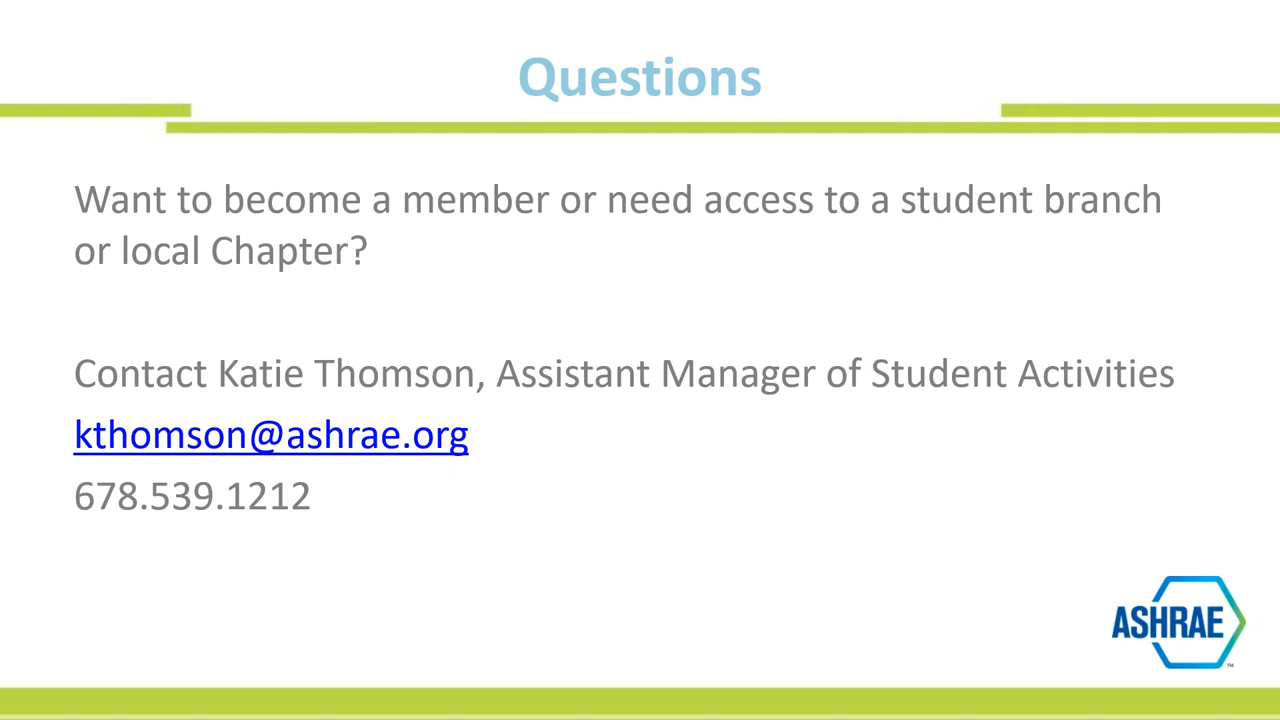 Questions
Want to become a member or need access to a student branch
or local Chapter?
Contact Katie Thomson, Assistant Manager of Student Activities
kthomson@ashrae.org
678.539.1212
ASHRAE
™